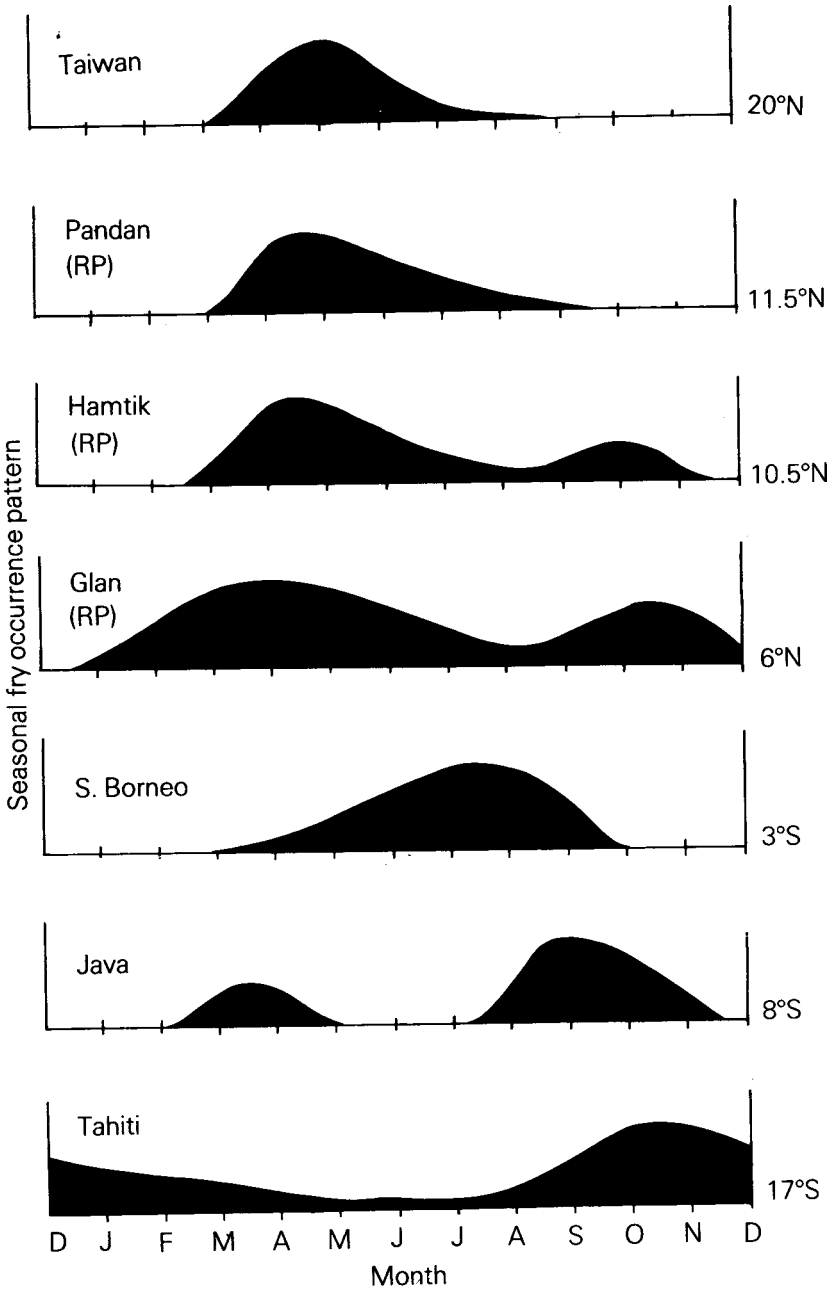 Seasonal fry occurrence pattern
Taiwan
20°N
Pandan
(RP)
11.5°N
Hamtik
(RP)
10.5°N
Glan
(RP)
6°N
S. Borneo
3°S
Java
8°S
Tahiti
17°S
D J F M A M J J A S O N D
Month